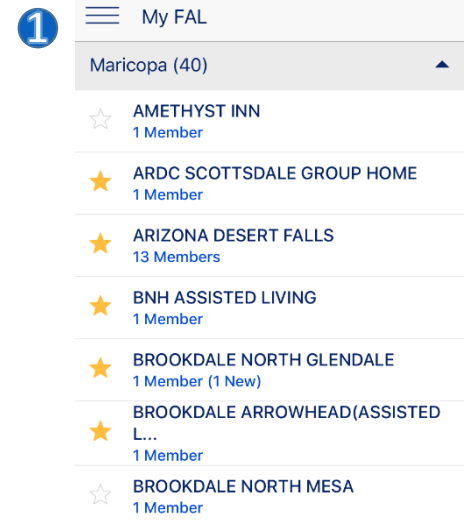 1
My FAL
Maricopa (40)
AMETHYST INN
1 Member
ARDC SCOTTSDALE GROUP HOME
1 Member
ARIZONA DESERT FALLS
13 Members
BNH ASSISTED LIVING
1 Member
BROOKDALE NORTH GLENDALE
1 Member (1 New)
BROOKDALE ARROWHEAD(ASSISTED
L...
1 Member
BROOKDALE NORTH MESA
1 Member